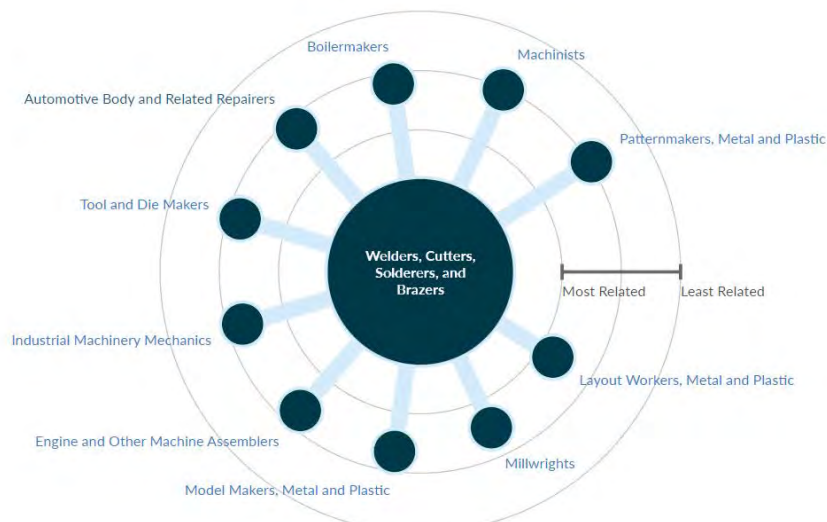 Boilermakers
Machinists
Automotive Body and Related Repairers
Patternmakers, Metal and Plastic
Tool and Die Makers
Welders, Cutters,
Solderers, and
Brazers
Most Related
Least Related
Industrial Machinery Mechanics
Layout Workers, Metal and Plastic
Engine and Other Machine Assemblers
Millwrights
Model Makers, Metal and Plastic